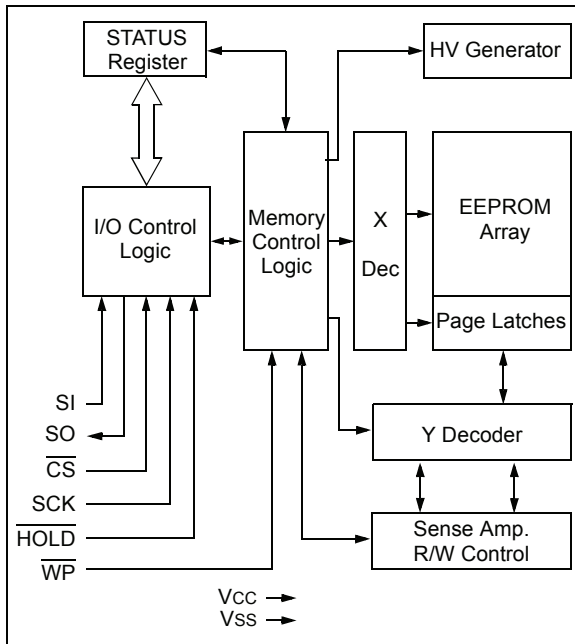 STATUS
Register
HV Generator
I/O Control
Logic
Memory
Control
Logic
X
Dec
EEPROM
Array
Page Latches
Y Decoder
Sense Amp.
R/W Control
SI
SO
CS
SCK
HOLD
WP
VCC
VSS